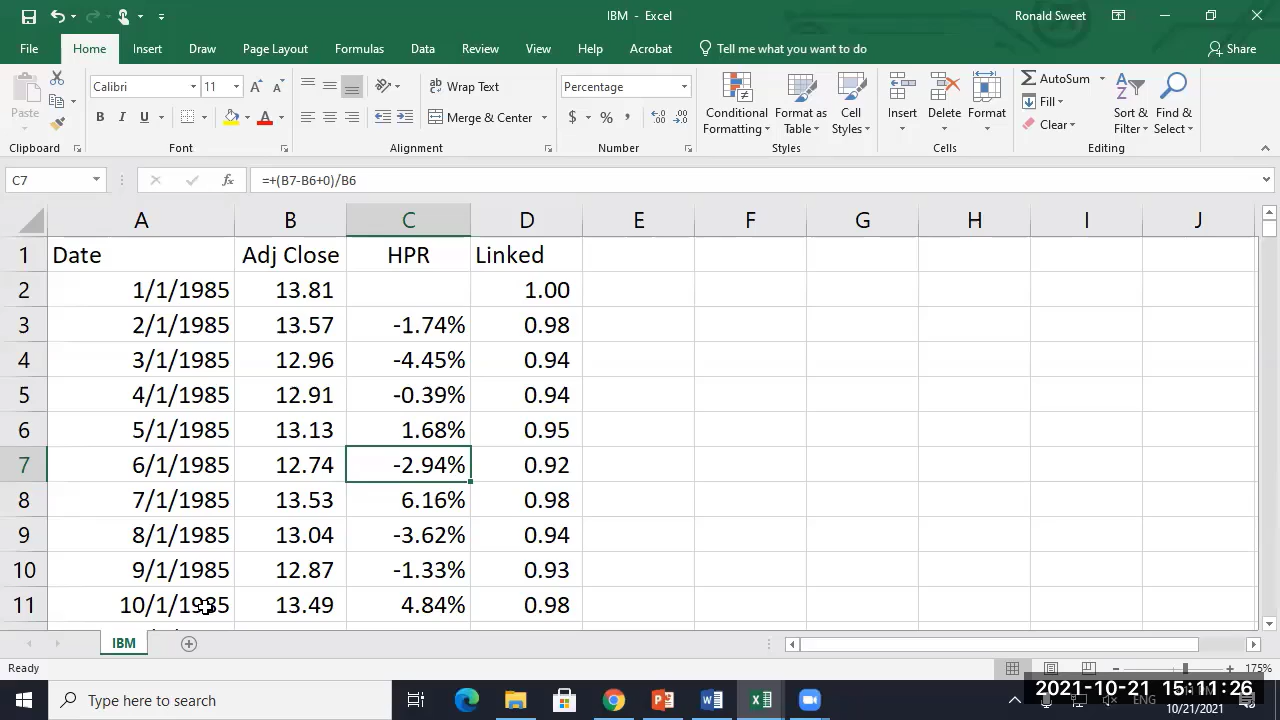 IBM - Excel
Ronald Sweet
File Home Insert Draw Page Layout Formulas Data Review View Help Acrobat Tell me what you want to do Share
Paste
Clipboard
Calibri 11
B I U
Font
Wrap Text
Merge & Center
Alignment
Percentage
$ % ,
Number
Conditional Formatting
Format as Table
Cell Styles
Styles
Insert Delete Format
Cells
AutoSum
Fill
Clear
Sort & Filter
Find & Select
Editing
C7 fx =+(B7-B6+0)/B6
A B C D E F G H I J
1 Date Adj Close HPR Linked
2 1/1/1985 13.81 1.00
3 2/1/1985 13.57 -1.74% 0.98
4 3/1/1985 12.96 -4.45% 0.94
5 4/1/1985 12.91 -0.39% 0.94
6 5/1/1985 13.13 1.68% 0.95
7 6/1/1985 12.74 -2.94% 0.92
8 7/1/1985 13.53 6.16% 0.98
9 8/1/1985 13.04 -3.62% 0.94
10 9/1/1985 12.87 -1.33% 0.93
11 10/1/1985 13.49 4.84% 0.98
IBM
Ready
175%
Type here to search
ENG
2021-10-21 15:11:26
10/21/2021